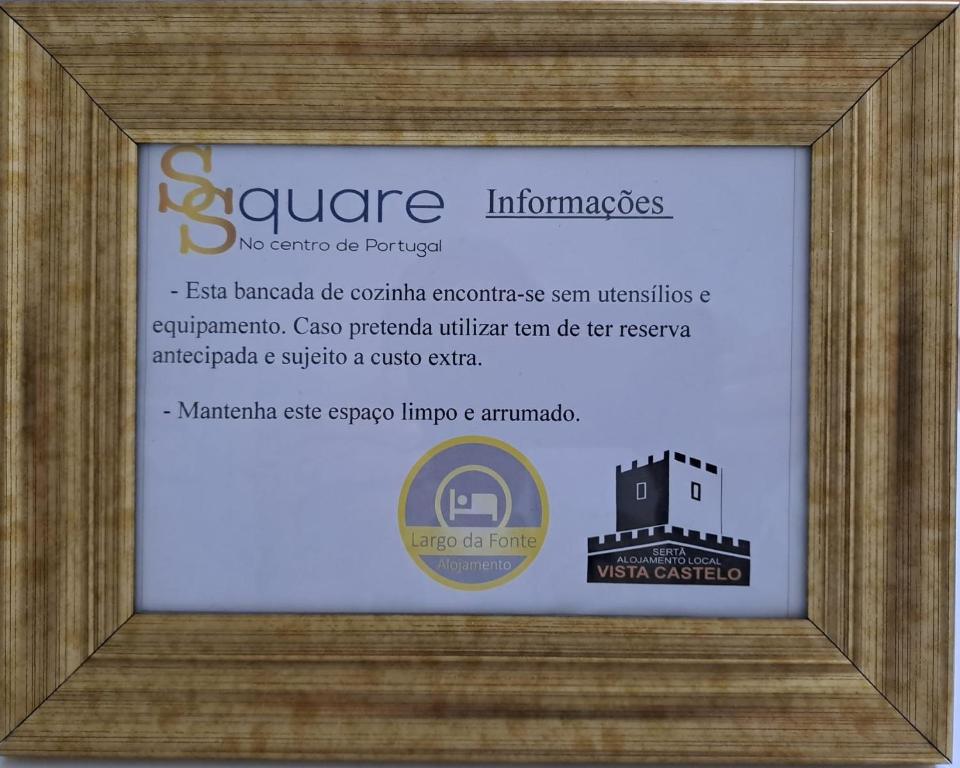 SSquare
Informações
No centro de Portugal
- Esta bancada de cozinha encontra-se sem utensílios e
equipamento. Caso pretenda utilizar tem de ter reserva
antecipada e sujeito a custo extra.
- Mantenha este espaço limpo e arrumado.
Largo da Fonte
Alojamento
SERTÃ
ALOJAMENTO LOCAL
VISTA CASTELO